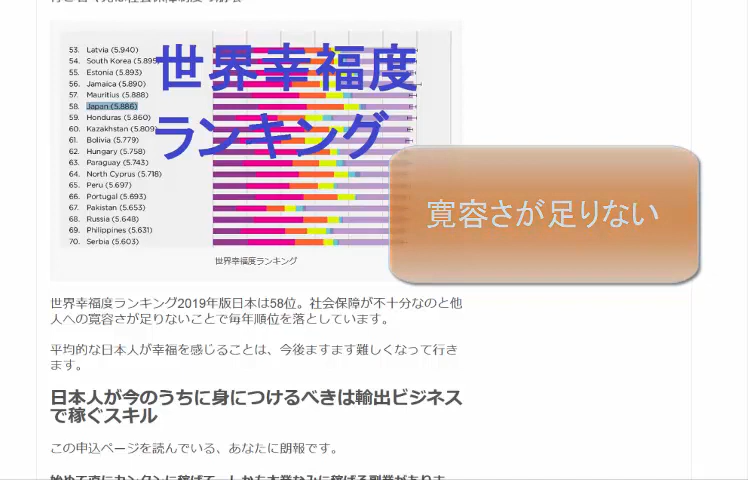 53. Latvia (5.940)
54. South Korea (5.895
55. Estonia (5.893)
56. Jamaica (5.890)
57. Mauritius (5.888)
58. Japan (5.886)
59. Honduras (5.860)
60. Kazakhstan (5.809)
61. Bolivia (5.779)
62. Hungary (5.758)
63. Paraguay (5.743)
64. North Cyprus (5.718)
65. Peru (5.697)
66. Portugal (5.693)
67. Pakistan (5.653)
68. Russia (5.648)
69. Philippines (5.631)
70. Serbia (5.603)
世界幸福度
ランキング
寛容さが足りない
世界幸福度ランキング
世界幸福度ランキング2019年版日本は58位。社会保障が不十分なのと他
人への寛容さが足りないことで毎年順位を落としています。
平均的な日本人が幸福を感じることは、今後ますます難しくなって行き
ます。
日本人が今のうちに身につけるべきは輸出ビジネス
で稼ぐスキル
この申込ページを読んでいる、あなたに朗報です。